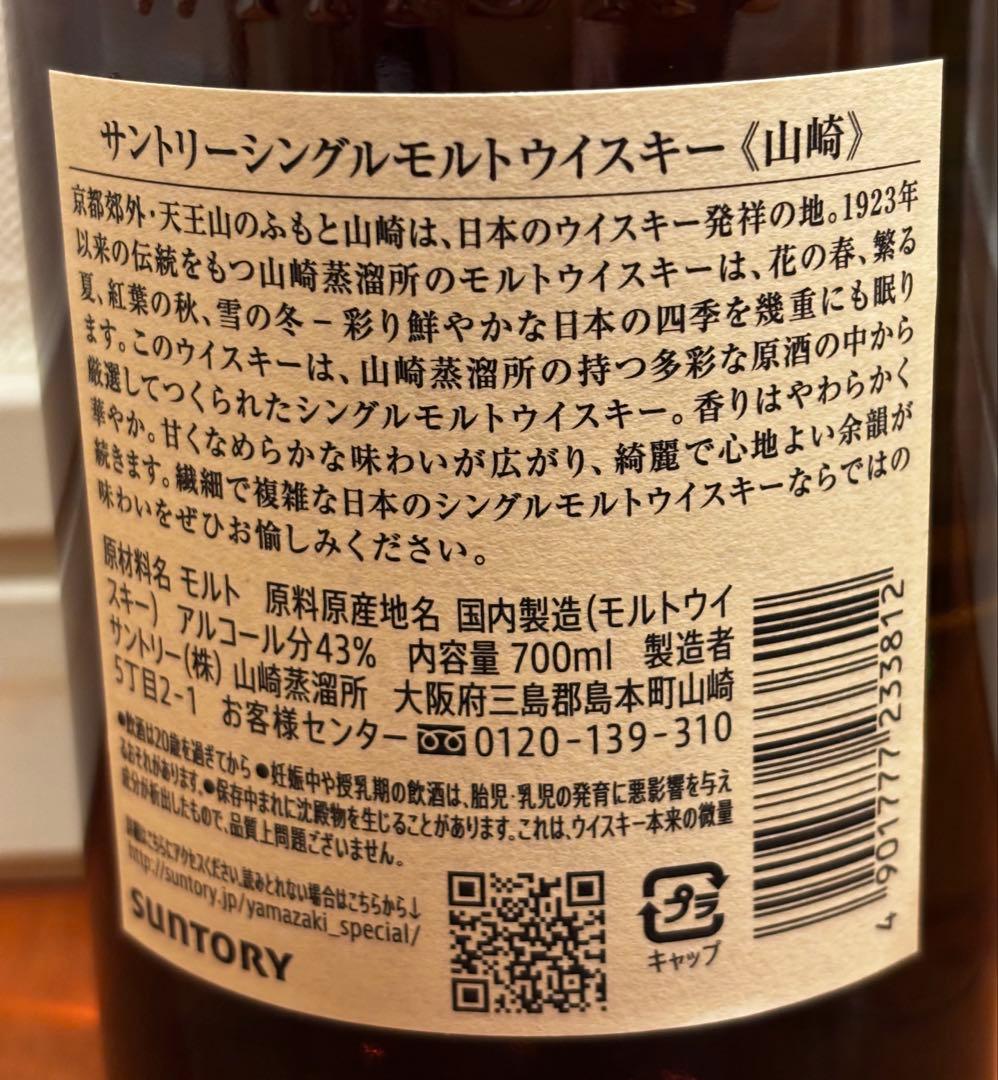 サントリーシングルモルトウイスキー《山崎》
京都郊外・天王山のふもと山崎は、日本のウイスキー発祥の地。1923年
以来の伝統をもつ山崎蒸溜所のモルトウイスキーは、花の春、繁る
夏、紅葉の秋、雪の冬－彩り鮮やかな日本の四季を幾重にも眠り
ます。このウイスキーは、山崎蒸溜所の持つ多彩な原酒の中から
厳選してつくられたシングルモルトウイスキー。香りはやわらかく
華やか。甘くなめらかな味わいが広がり、綺麗で心地よい余韻が
続きます。繊細で複雑な日本のシングルモルトウイスキーならではの
味わいをぜひお愉しみください。
原材料名 モルト 原料原産地名 国内製造(モルトウイ
スキー) アルコール分43% 内容量 700ml 製造者
サントリー(株) 山崎蒸溜所 大阪府三島郡島本町山崎
5丁目2-1 お客様センター 0120-139-310
●飲酒は20歳を過ぎてから ●妊娠中や授乳期の飲酒は、胎児・乳児の発育に悪影響を与え
るおそれがあります。●保存中まれに沈殿物を生じることがあります。これは、ウイスキー本来の微量
成分が析出したもので、品質上問題ございません。
詳細はこちらにアクセスください。読みとれない場合はこちらから↓
http://suntory.jp/yamazaki_special/
SUNTORY
プラ
キャップ
4 901777 233812